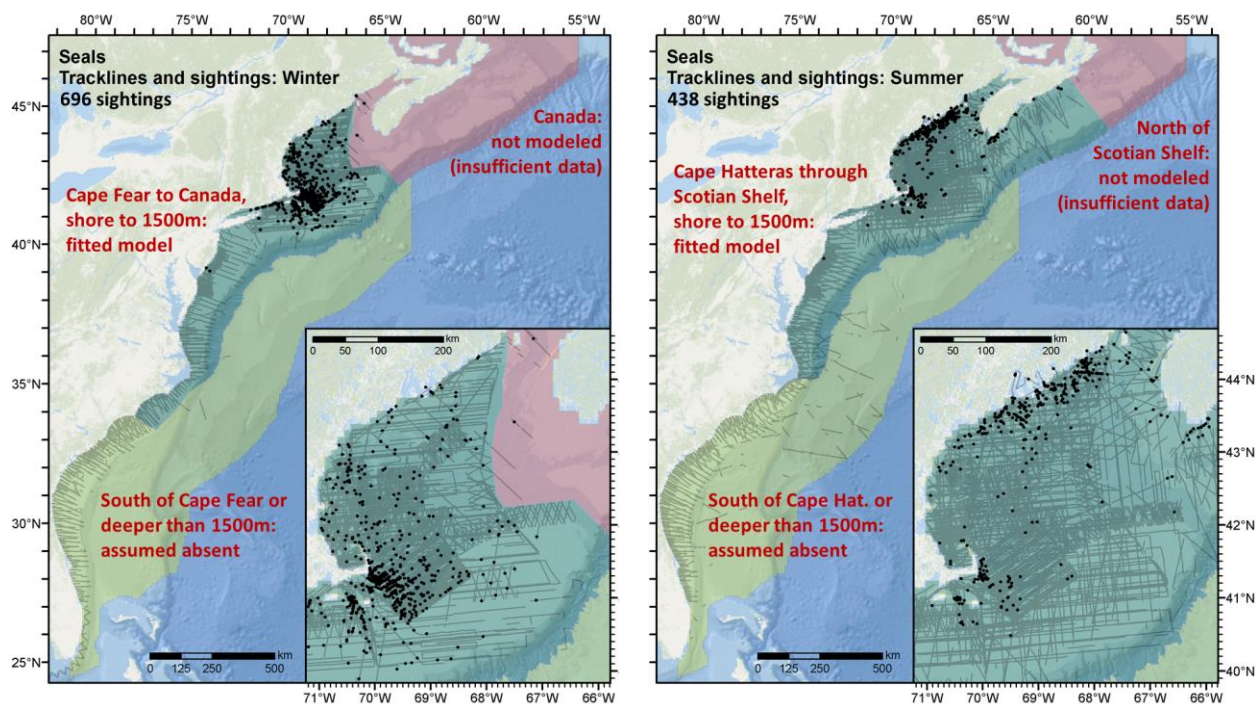 80°W 75°W 70°W 65°W 60°W 55°W
80°W 75°W 70°W 65°W 60°W 55°W
Seals
Tracklines and sightings: Winter
696 sightings
Canada:
not modeled
(insufficient data)
Cape Fear to Canada,
shore to 1500m:
fitted model
South of Cape Fear or
deeper than 1500m:
assumed absent
45°N
40°N
35°N
30°N
25°N
km
0 50 100 200
km
0 125 250 500
71°W 70°W 69°W 68°W 67°W 66°W
Seals
Tracklines and sightings: Summer
438 sightings
North of
Scotian Shelf:
not modeled
(insufficient data)
Cape Hatteras through
Scotian Shelf,
shore to 1500m:
fitted model
South of Cape Hat. or
deeper than 1500m:
assumed absent
km
0 50 100 200
km
0 125 250 500
44°N
43°N
42°N
41°N
40°N
71°W 70°W 69°W 68°W 67°W 66°W